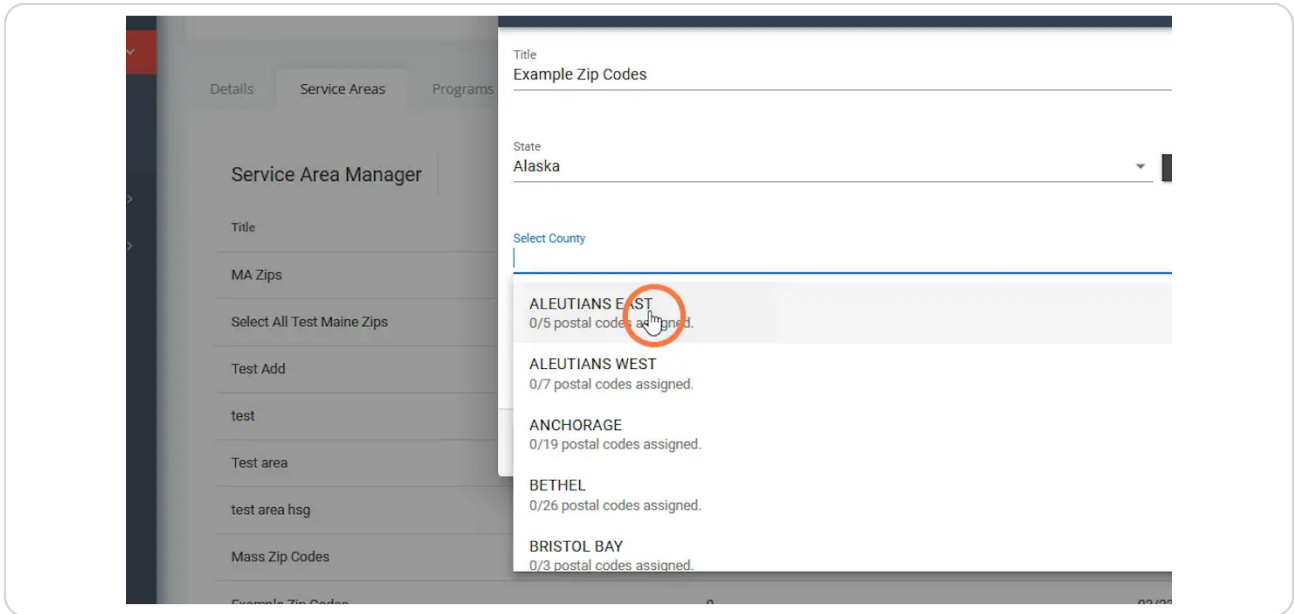 Details
Service Areas
Programs
Service Area Manager
Title
MA Zips
Select All Test Maine Zips
Test Add
test
Test area
test area hsg
Mass Zip Codes
Example Zip Codes
Title
Example Zip Codes
State
Alaska
Select County
ALEUTIANS EAST
0/5 postal codes assigned.
ALEUTIANS WEST
0/7 postal codes assigned.
ANCHORAGE
0/19 postal codes assigned.
BETHEL
0/26 postal codes assigned.
BRISTOL BAY
0/3 postal codes assigned.